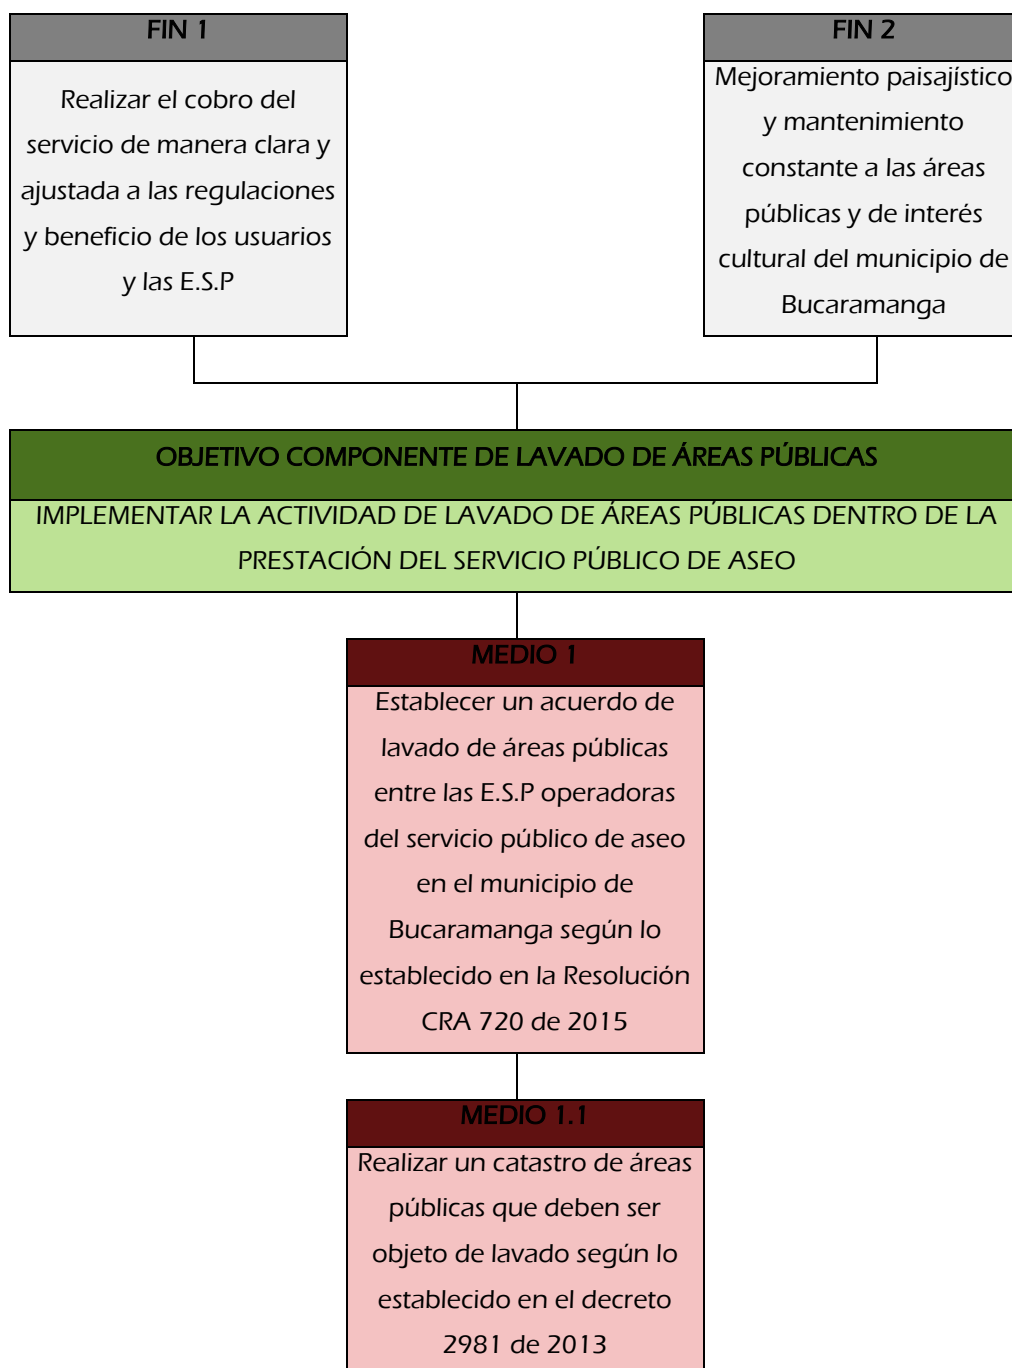 FIN 1
Realizar el cobro del
servicio de manera clara y
ajustada a las regulaciones
y beneficio de los usuarios
y las E.S.P
FIN 2
Mejoramiento paisajístico
y mantenimiento
constante a las áreas
públicas y de interés
cultural del municipio de
Bucaramanga
OBJETIVO COMPONENTE DE LAVADO DE ÁREAS PÚBLICAS
IMPLEMENTAR LA ACTIVIDAD DE LAVADO DE ÁREAS PÚBLICAS DENTRO DE LA
PRESTACIÓN DEL SERVICIO PÚBLICO DE ASEO
MEDIO 1
Establecer un acuerdo de
lavado de áreas públicas
entre las E.S.P operadoras
del servicio público de aseo
en el municipio de
Bucaramanga según lo
establecido en la Resolución
CRA 720 de 2015
MEDIO 1.1
Realizar un catastro de áreas
públicas que deben ser
objeto de lavado según lo
establecido en el decreto
2981 de 2013